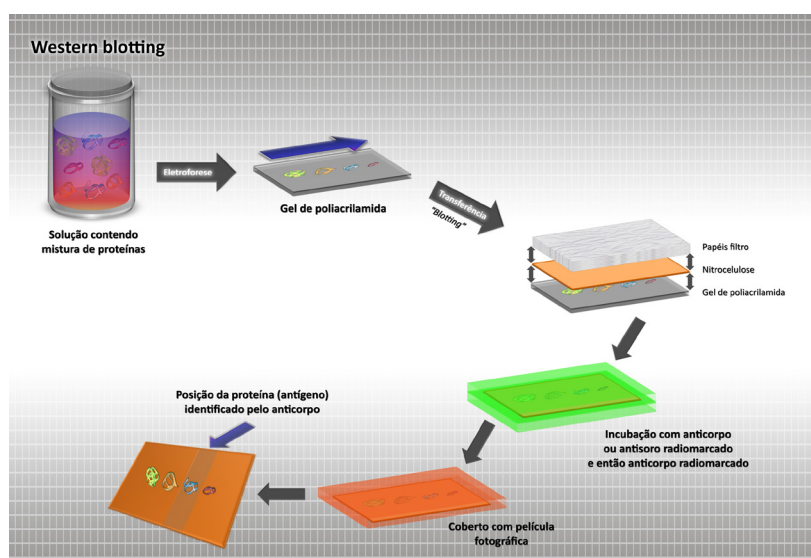 Western blotting
Eletroforese
Solução contendo
mistura de proteínas
Gel de poliacrilamida
Transferência
"Blotting"
Papéis filtro
Nitrocelulose
Gel de poliacrilamida
Incubação com anticorpo
ou antisoro radiomarcado
e então anticorpo radiomarcado
Posição da proteína (antígeno)
identificado pelo anticorpo
Coberto com película
fotográfica